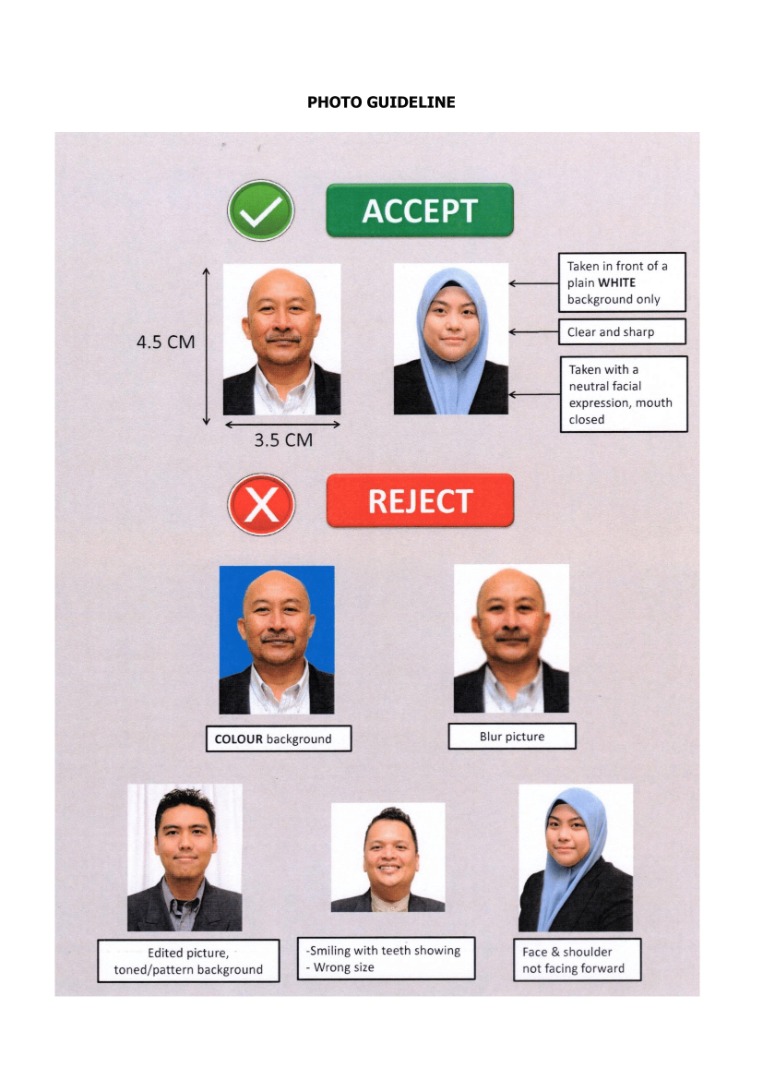 PHOTO GUIDELINE
ACCEPT
4.5 CM
3.5 CM
Taken in front of a
plain WHITE
background only
Clear and sharp
Taken with a
neutral facial
expression, mouth
closed
REJECT
COLOUR background
Blur picture
Edited picture,
toned/pattern background
-Smiling with teeth showing
- Wrong size
Face & shoulder
not facing forward